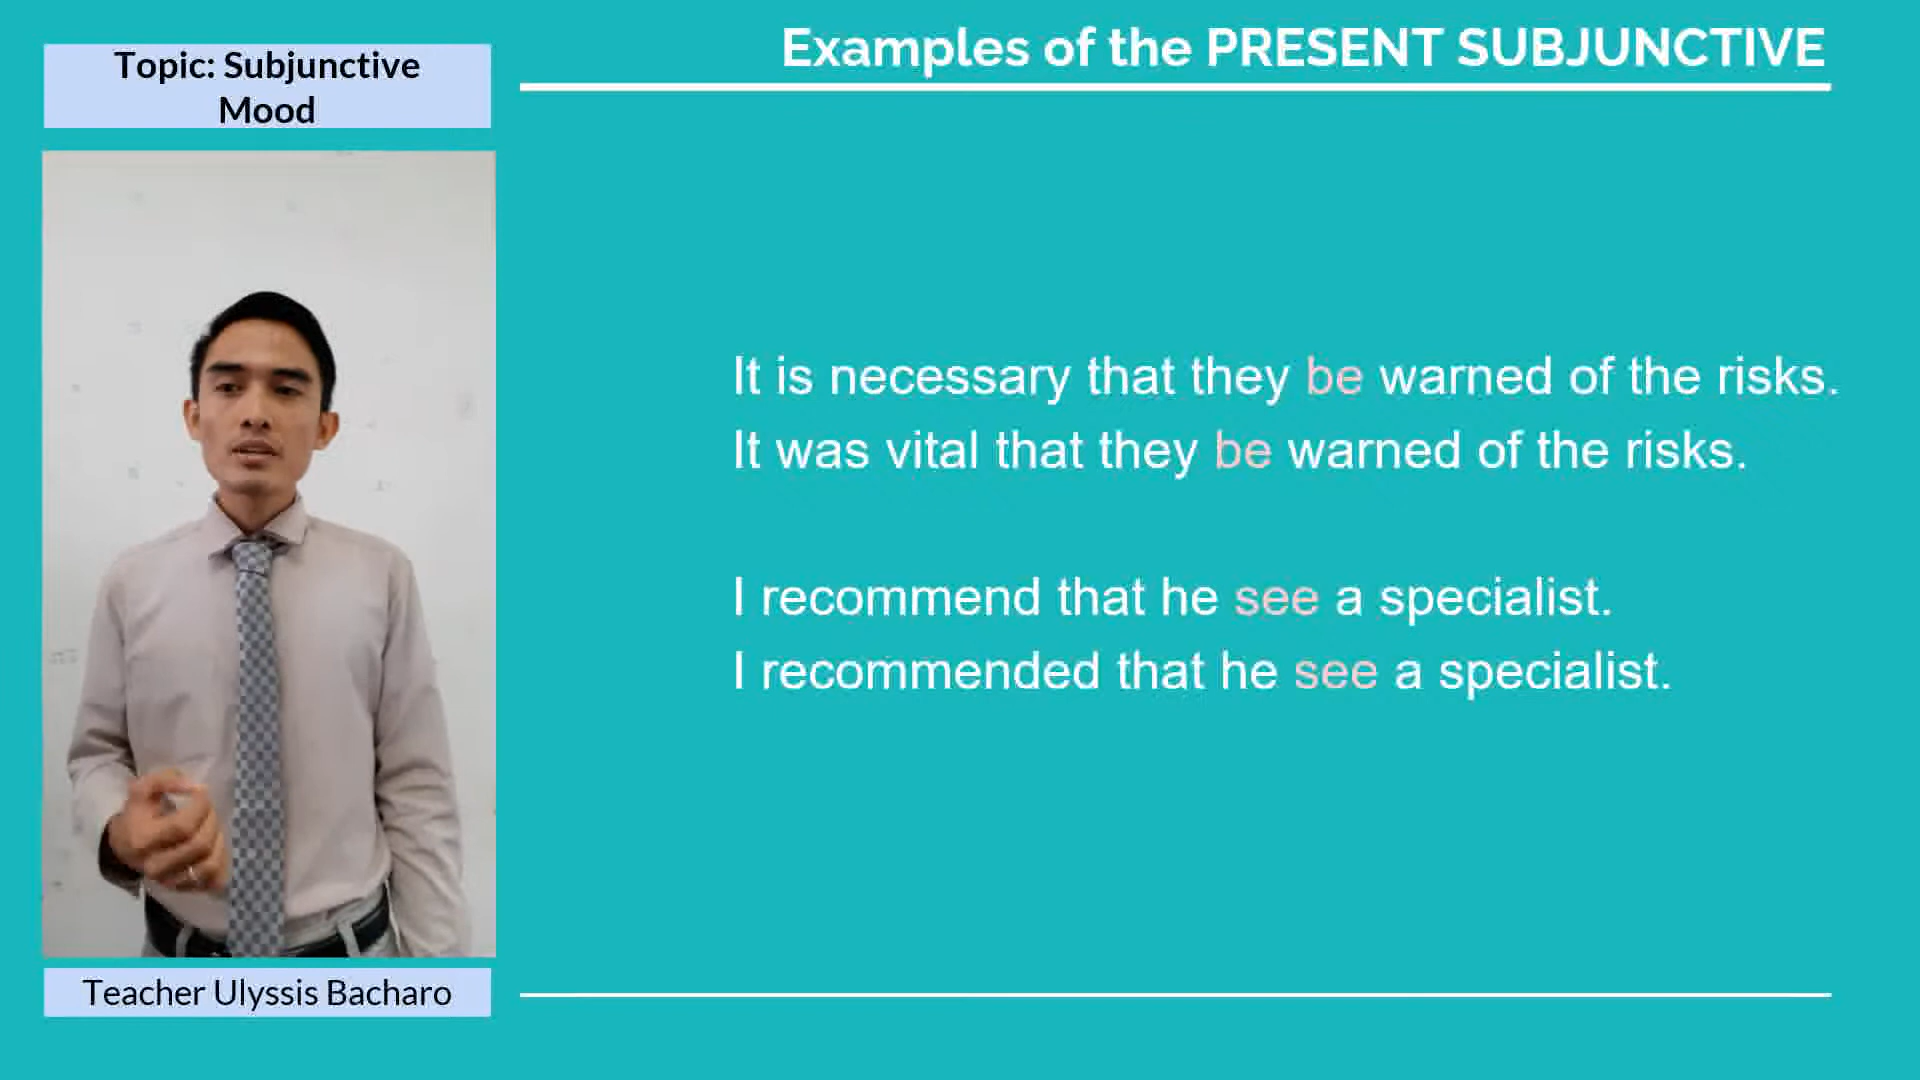 Topic: Subjunctive
Mood
Examples of the PRESENT SUBJUNCTIVE
It is necessary that they be warned of the risks.
It was vital that they be warned of the risks.
I recommend that he see a specialist.
I recommended that he see a specialist.
Teacher Ulyssis Bacharo